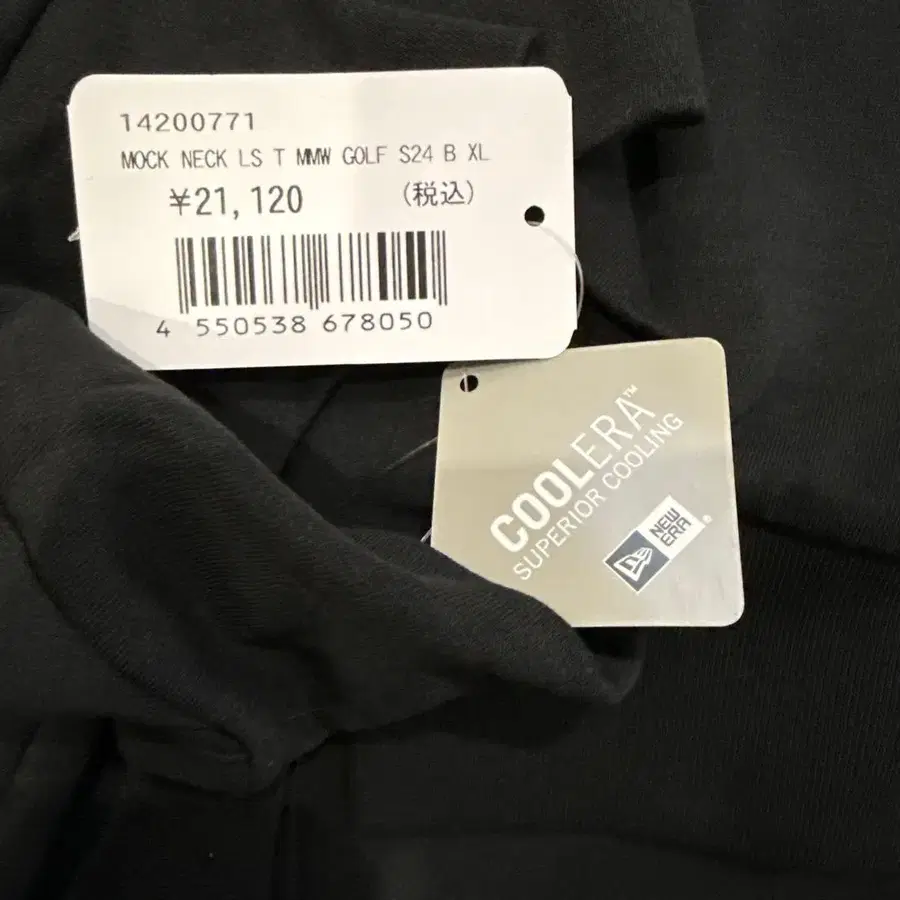 14200771
MOCK NECK LS T MMW GOLF S24 B XL
¥21,120 (税込)
4 550538 678050
COOLERA™
SUPERIOR COOLING
NEW
ERA®